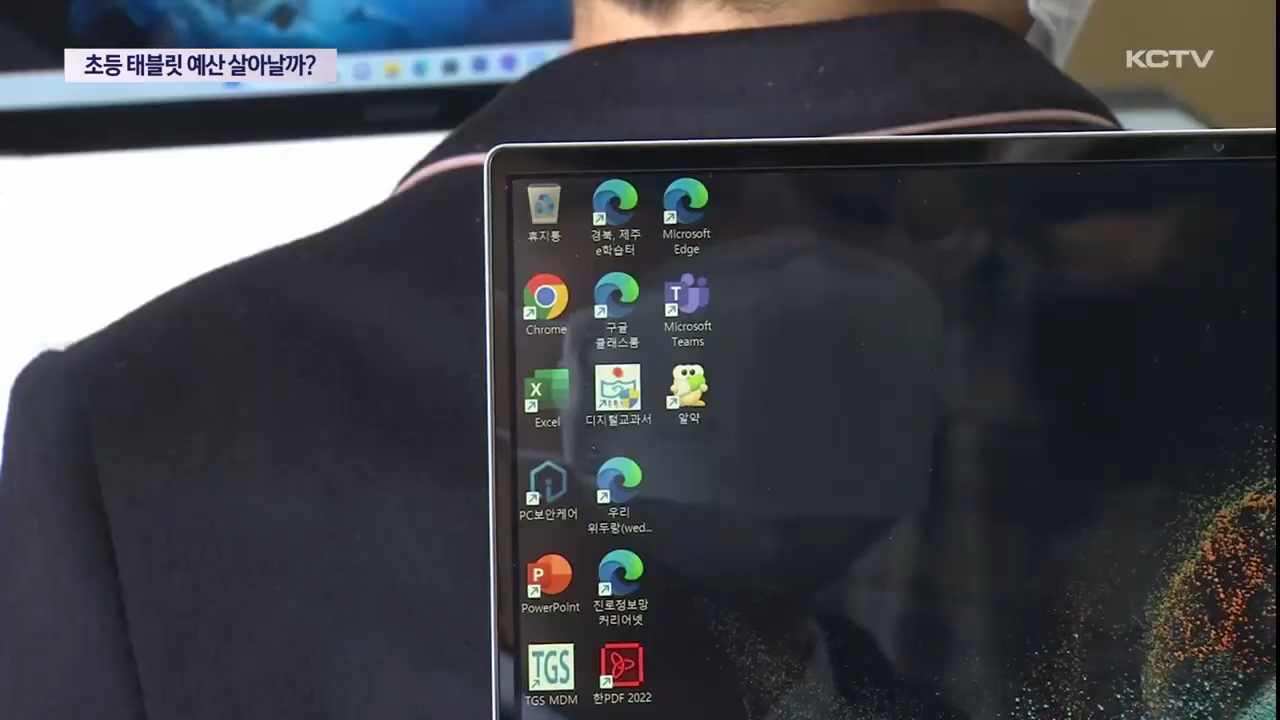 초등 태블릿 예산 살아날까?
KCTV
휴지통
경북, 제주
e학습터
Microsoft
Edge
Chrome
구글
클래스룸
Microsoft
Teams
Excel
디지털교과서
알약
PC보안케어
우리
위두랑(wed...
PowerPoint
진로정보망
커리어넷
TGS
TGS MDM
한PDF 2022